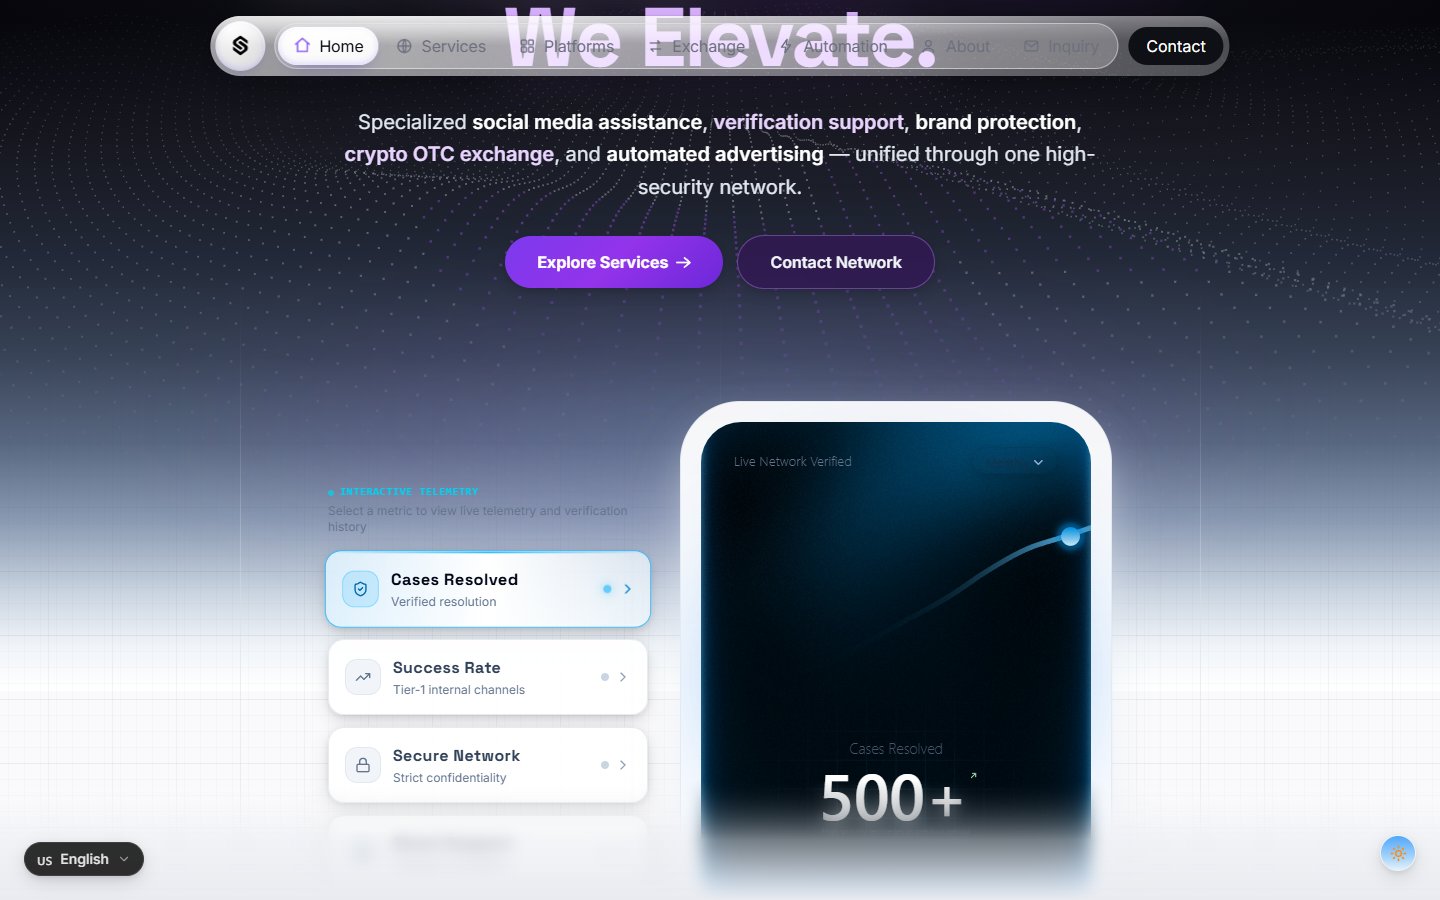 We Elevate.
Home
Services
Platforms
Exchange
Automation
About
Inquiry
Contact
Specialized social media assistance, verification support, brand protection,
crypto OTC exchange, and automated advertising — unified through one high-
security network.
Explore Services →
Contact Network
INTERACTIVE TELEMETRY
Select a metric to view live telemetry and verification
history
Cases Resolved
Verified resolution
Success Rate
Tier-1 internal channels
Secure Network
Strict confidentiality
Live Network Verified
Cases Resolved
500+
US English